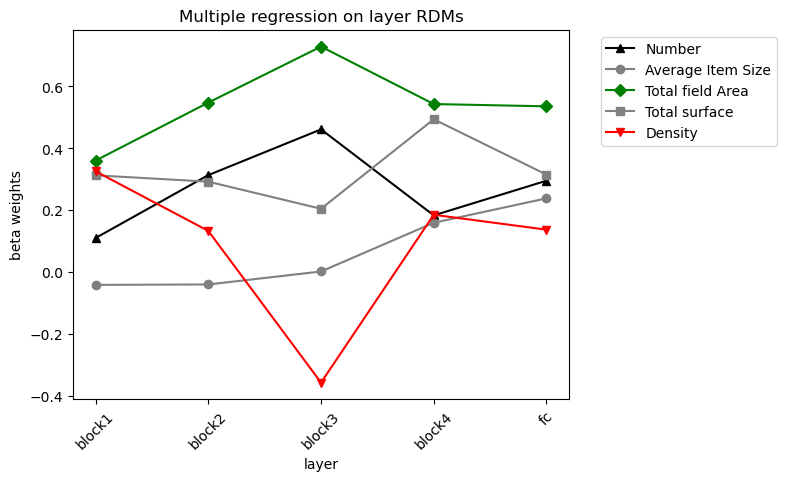 Multiple regression on layer RDMs
Number
Average Item Size
Total field Area
Total surface
Density
beta weights
0.6
0.4
0.2
0.0
−0.2
−0.4
block1
block2
block3
block4
fc
layer